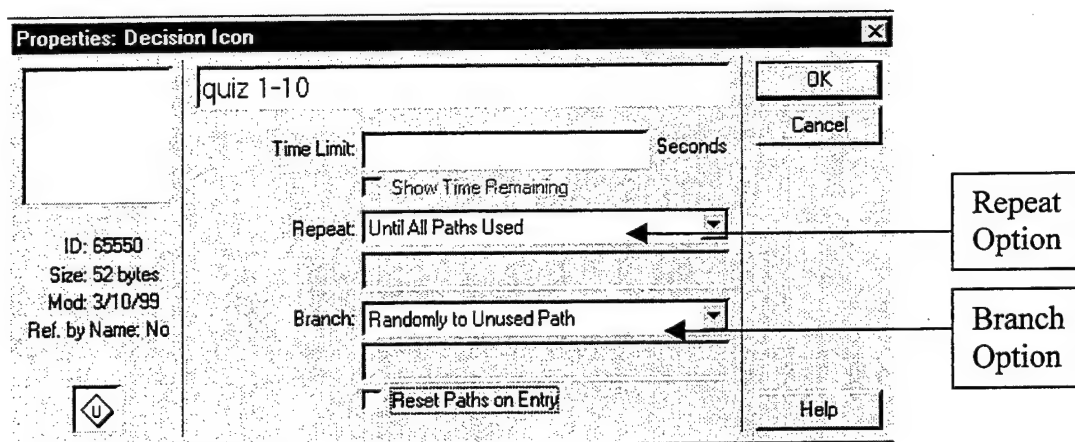 Properties: Decision Icon
quiz 1-10
OK
Cancel
Time Limit:
Seconds
Show Time Remaining
Repeat:
Until All Paths Used
Repeat
Option
ID: 65550
Size: 52 bytes
Mod: 3/10/99
Ref. by Name: No
Branch:
Randomly to Unused Path
Branch
Option
U
Reset Paths on Entry
Help